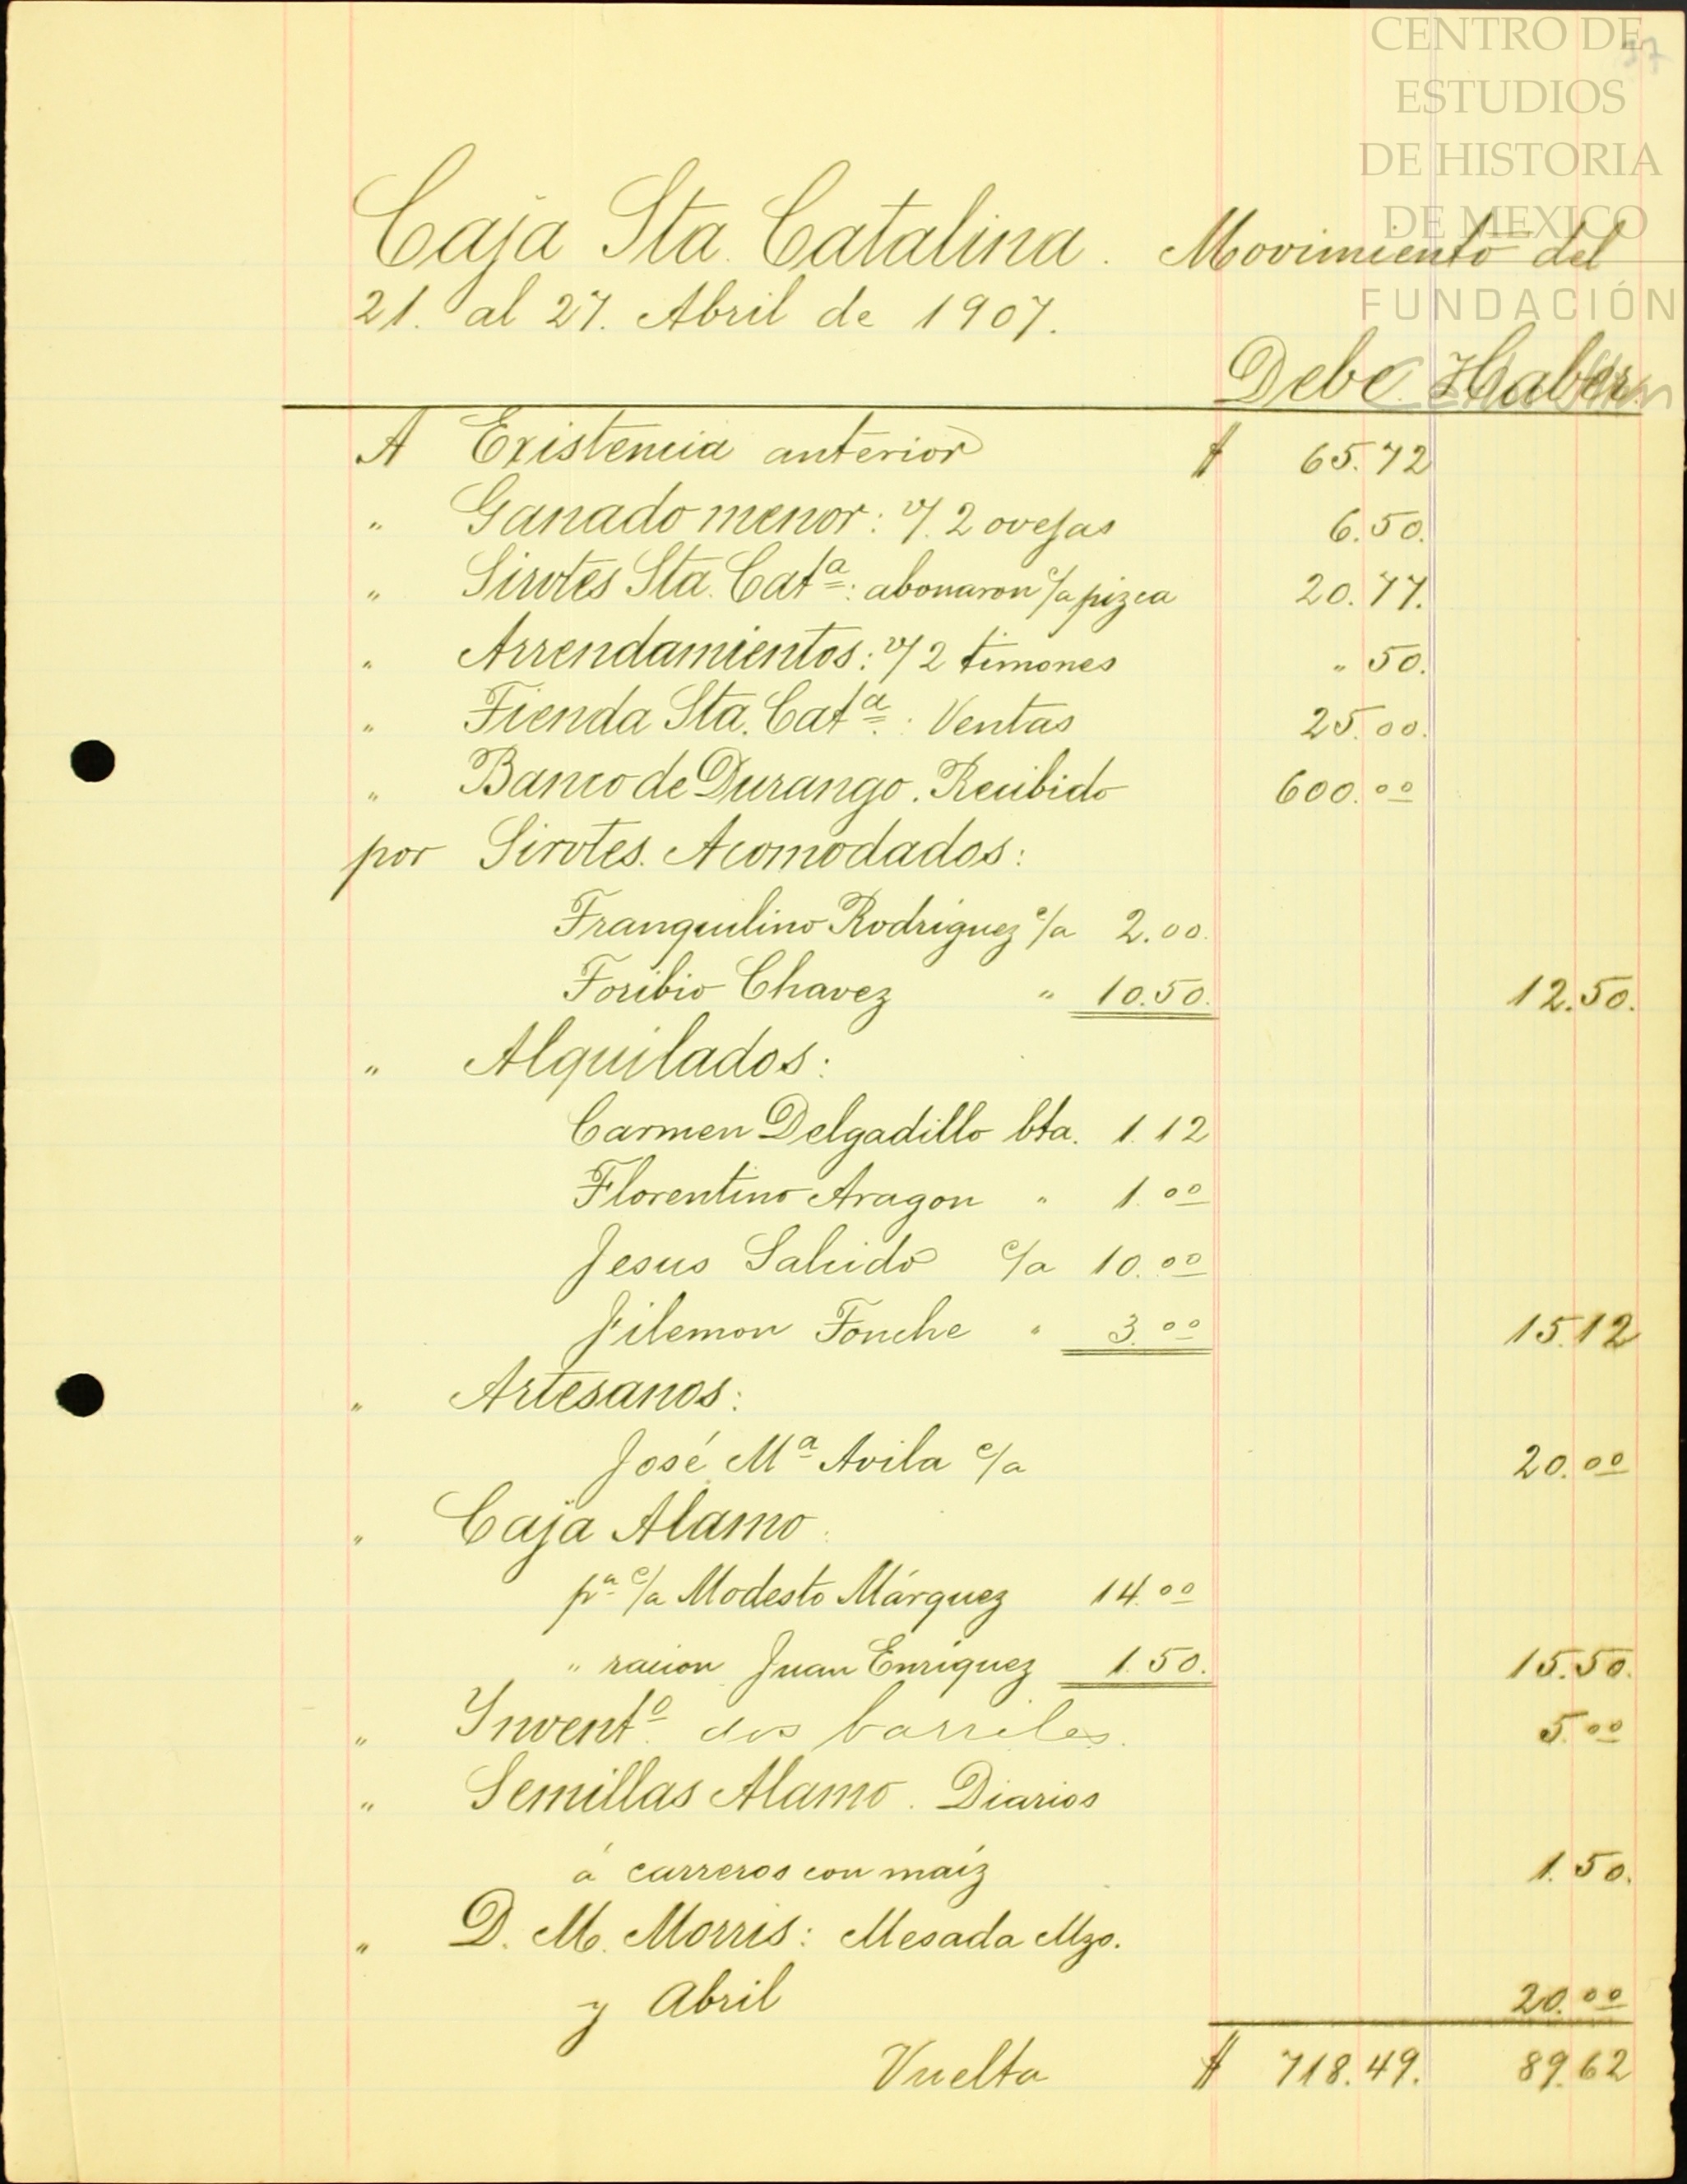 CENTRO DE
ESTUDIOS
DE HISTORIA
DE MEXICO
FUNDACIÓN
37
Caja Sta. Catalina. Movimiento del
21. al 27. Abril de 1907.
Debe. Haber.
A Existencia anterior $ 65.72
" Ganado menor: v/. 2 ovejas 6.50.
" Sirvtes Sta. Catª: abonaron c/a pizca 20.77.
" Arrendamientos: v/ 2 timones " 50.
" Tienda Sta. Catª: Ventas 25.00.
" Banco de Durango. Recibido 600.00
por Sirvtes. Acomodados:
Tranquilino Rodriguez c/a 2.00.
Toribio Chavez " 10.50. 12.50.
" Alquilados:
Carmen Delgadillo bta. 1.12
Florentino Aragon " 1.00
Jesus Salcido c/a 10.00
Filemon Tonche " 3.00 15.12
" Artesanos:
José Mª Avila c/a 20.00
" Caja Alamo:
pª c/a Modesto Márquez 14.00
" racion Juan Enriquez 1.50. 15.50.
" Inventº. dos barriles. 5.00
" Semillas Alamo. Diarios
á carreros con maíz 1.50.
" D. M. Morris: Mesada Mzo.
y Abril 20.00
Vuelta $ 718.49. 89.62